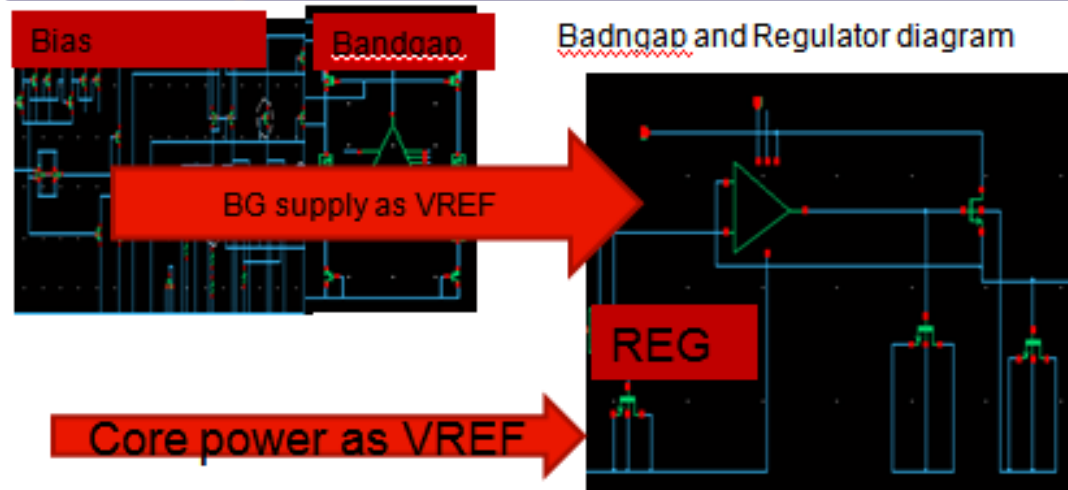 Bias
Bandgap
Badngap and Regulator diagram
BG supply as VREF
REG
Core power as VREF